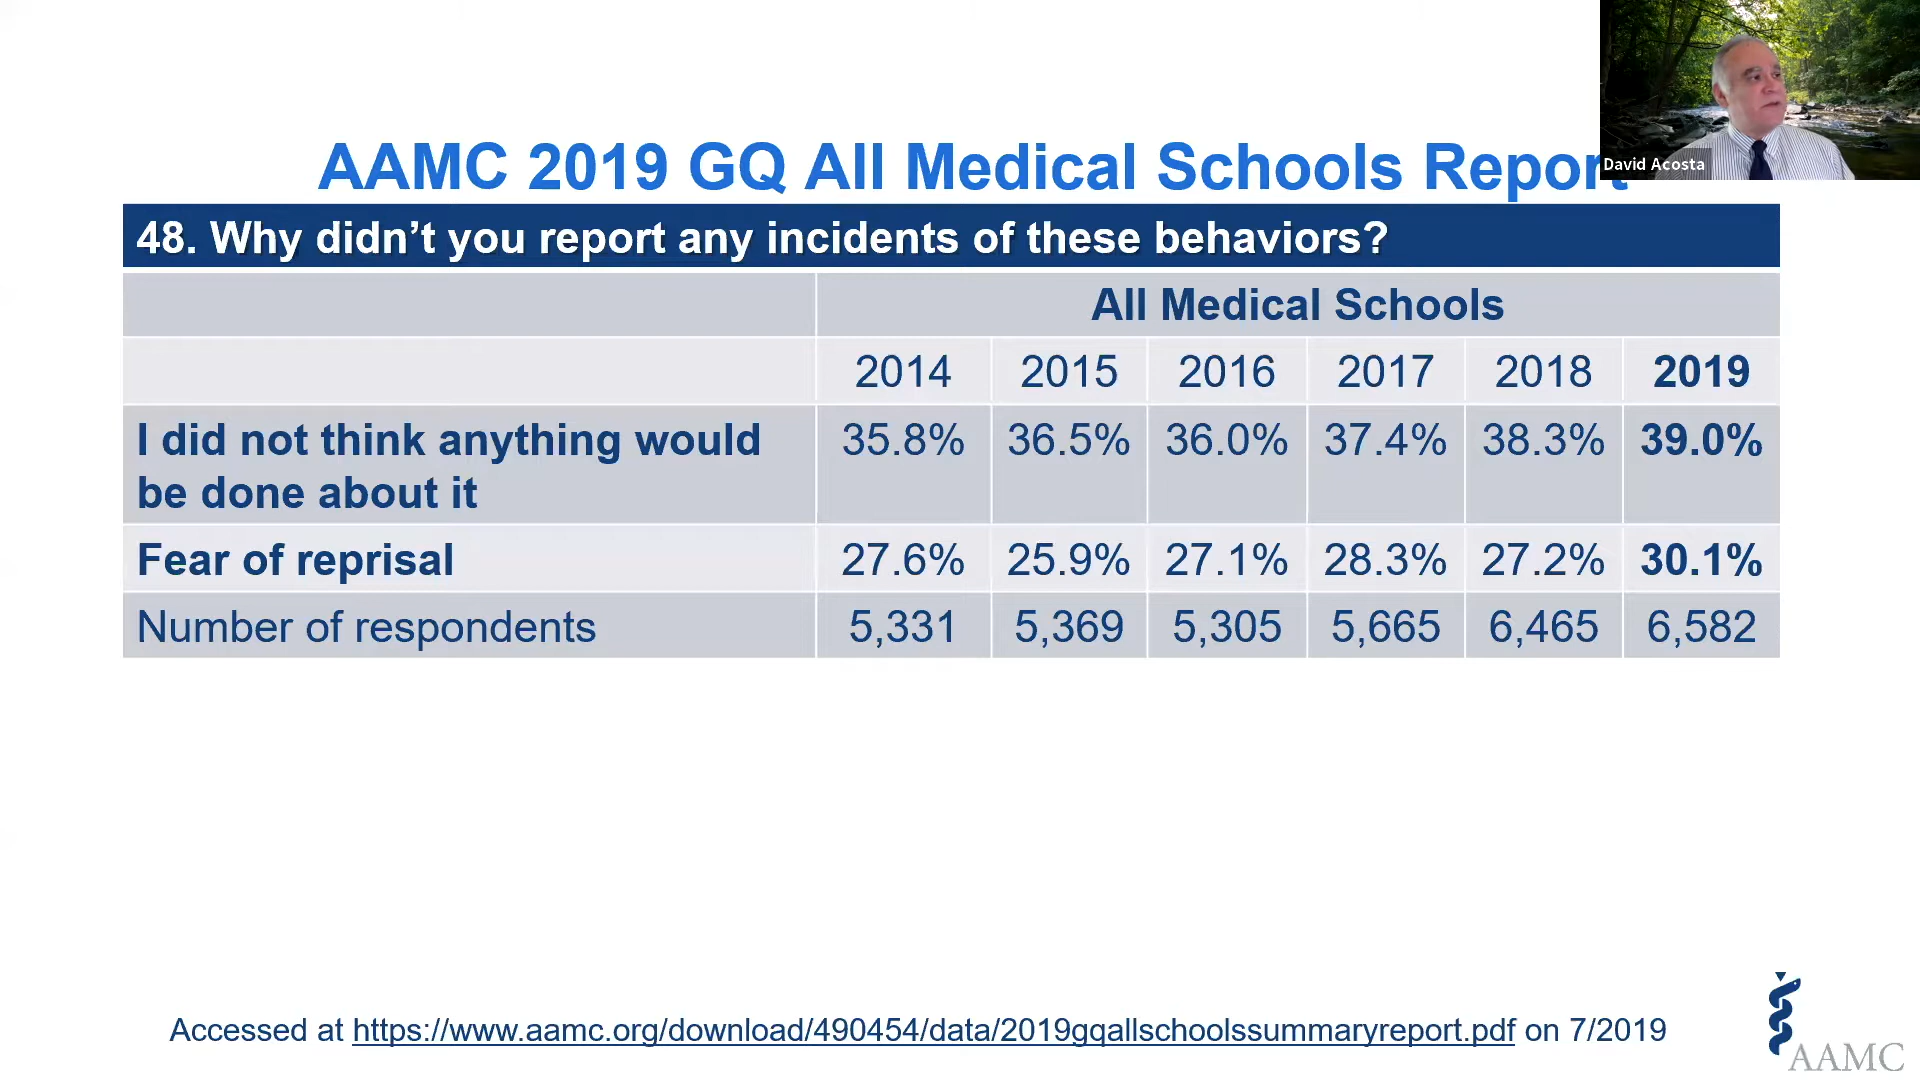 AAMC 2019 GQ All Medical Schools Report
David Acosta
48. Why didn’t you report any incidents of these behaviors?
All Medical Schools
2014 2015 2016 2017 2018 2019
I did not think anything would be done about it 35.8% 36.5% 36.0% 37.4% 38.3% 39.0%
Fear of reprisal 27.6% 25.9% 27.1% 28.3% 27.2% 30.1%
Number of respondents 5,331 5,369 5,305 5,665 6,465 6,582
Accessed at https://www.aamc.org/download/490454/data/2019gqallschoolssummaryreport.pdf on 7/2019
AAMC